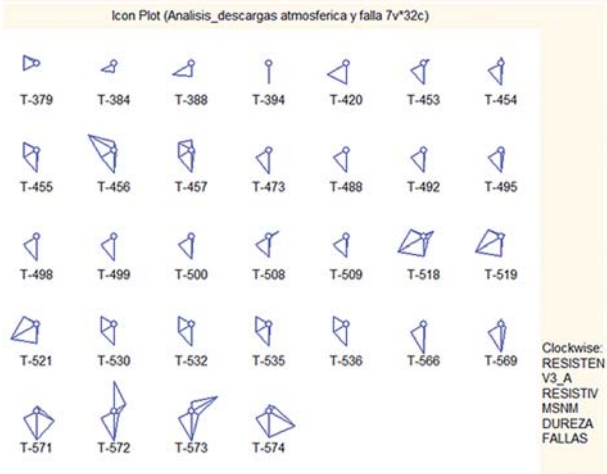 Icon Plot (Analisis_descargas atmosferica y falla 7v*32c)
T-379 T-384 T-388 T-394 T-420 T-453 T-454
T-455 T-456 T-457 T-473 T-488 T-492 T-495
T-498 T-499 T-500 T-508 T-509 T-518 T-519
T-521 T-530 T-532 T-535 T-536 T-566 T-569
T-571 T-572 T-573 T-574
Clockwise:
RESISTEN
V3_A
RESISTIV
MSNM
DUREZA
FALLAS